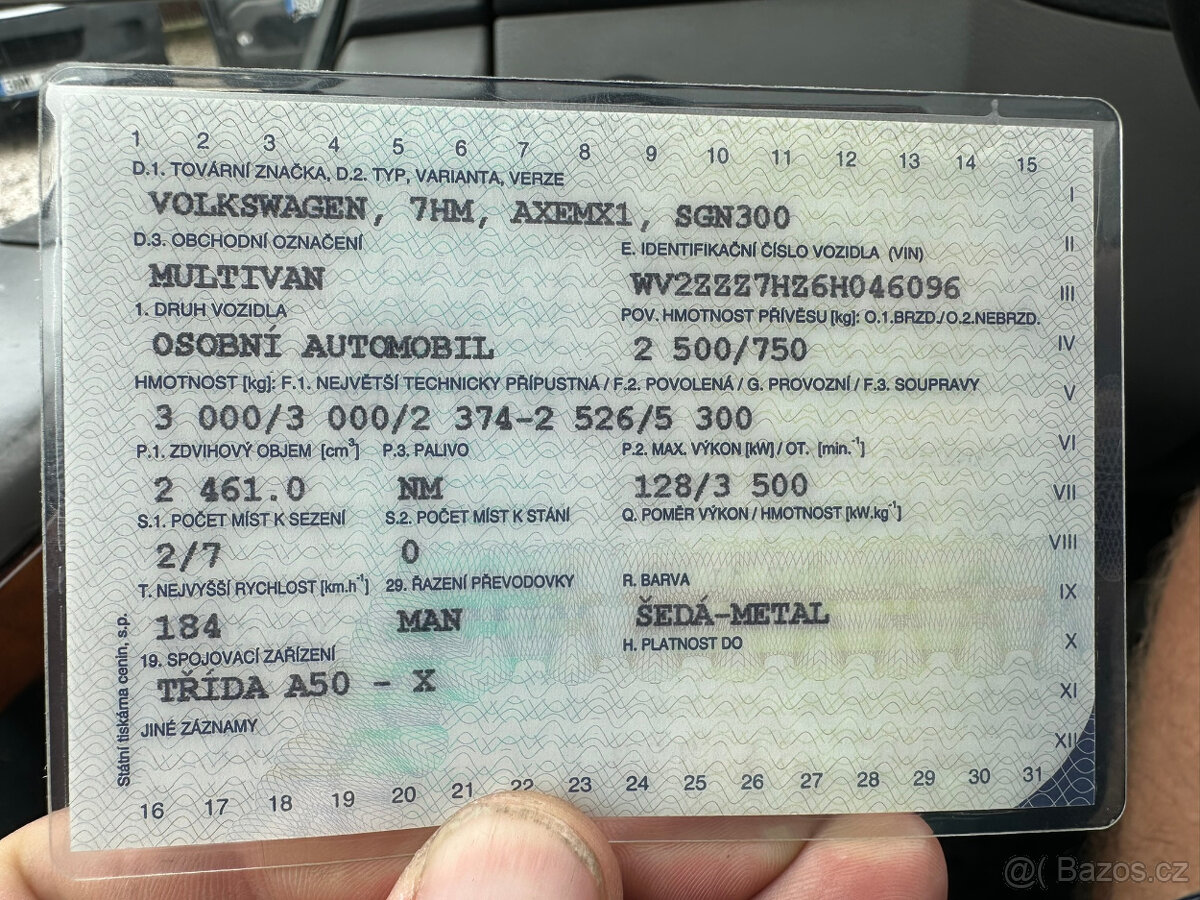 1 2 3 4 5 6 7 8 9 10 11 12 13 14 15
D.1. TOVÁRNÍ ZNAČKA, D.2. TYP, VARIANTA, VERZE
I
VOLKSWAGEN, 7HM, AXEMX1, SGN300
D.3. OBCHODNÍ OZNAČENÍ E. IDENTIFIKAČNÍ ČÍSLO VOZIDLA (VIN) II
MULTIVAN WV2ZZZ7HZ6H046096 III
1. DRUH VOZIDLA POV. HMOTNOST PŘÍVĚSU [kg]: O.1.BRZD./O.2.NEBRZD.
OSOBNÍ AUTOMOBIL 2 500/750 IV
HMOTNOST [kg]: F.1. NEJVĚTŠÍ TECHNICKY PŘÍPUSTNÁ / F.2. POVOLENÁ / G. PROVOZNÍ / F.3. SOUPRAVY V
3 000/3 000/2 374-2 526/5 300
P.1. ZDVIHOVÝ OBJEM [cm³] P.3. PALIVO P.2. MAX. VÝKON [kW] / OT. [min.⁻¹] VI
2 461.0 NM 128/3 500 VII
S.1. POČET MÍST K SEZENÍ S.2. POČET MÍST K STÁNÍ Q. POMĚR VÝKON / HMOTNOST [kW.kg⁻¹]
2/7 0 VIII
T. NEJVYŠŠÍ RYCHLOST [km.h⁻¹] 29. ŘAZENÍ PŘEVODOVKY R. BARVA IX
184 MAN ŠEDÁ-METAL
19. SPOJOVACÍ ZAŘÍZENÍ H. PLATNOST DO X
TŘÍDA A50 - X XI
JINÉ ZÁZNAMY XII
Státní tiskárna cenin, s.p.
16 17 18 19 20 21 22 23 24 25 26 27 28 29 30 31
@( Bazos.cz